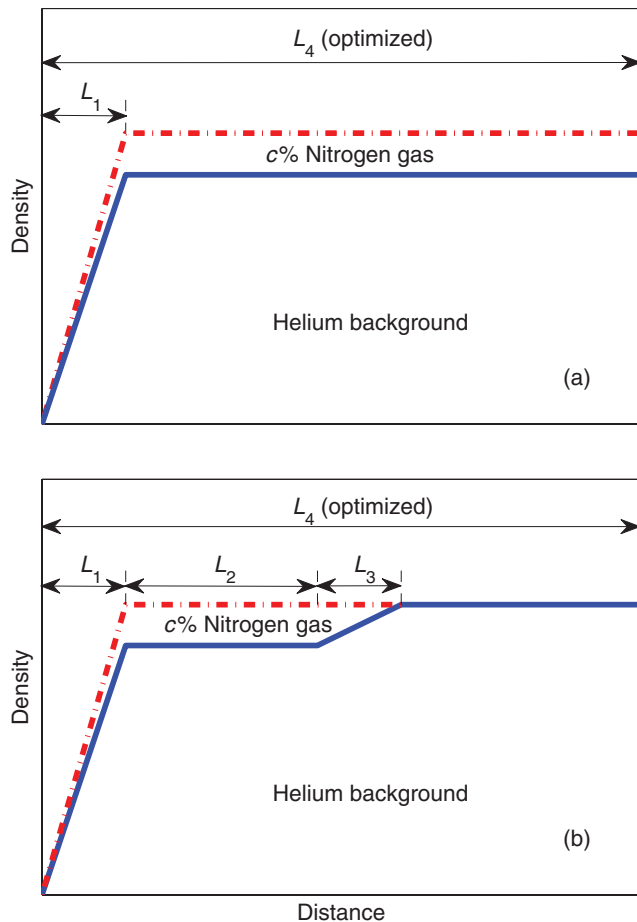 L4 (optimized)
L1
c% Nitrogen gas
Density
Helium background
(a)
L4 (optimized)
L1
L2
L3
c% Nitrogen gas
Density
Helium background
(b)
Distance